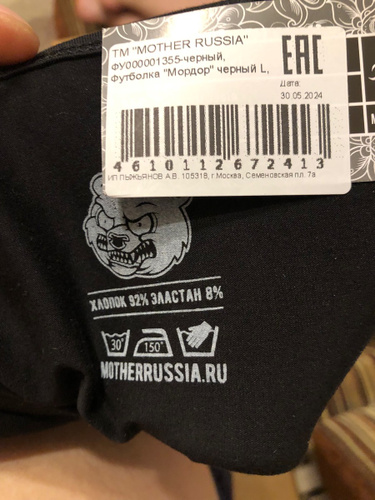 ТМ "MOTHER RUSSIA"
ФУ000001355-черный,
Футболка "Мордор" черный L,
EAC
Дата:
30.05.2024
4610112672413
ИП ПЫЖЬЯНОВ А.В. 105318, г Москва, Семеновская пл. 7а
ХЛОПОК 92% ЭЛАСТАН 8%
30°
150°
MOTHERRUSSIA.RU